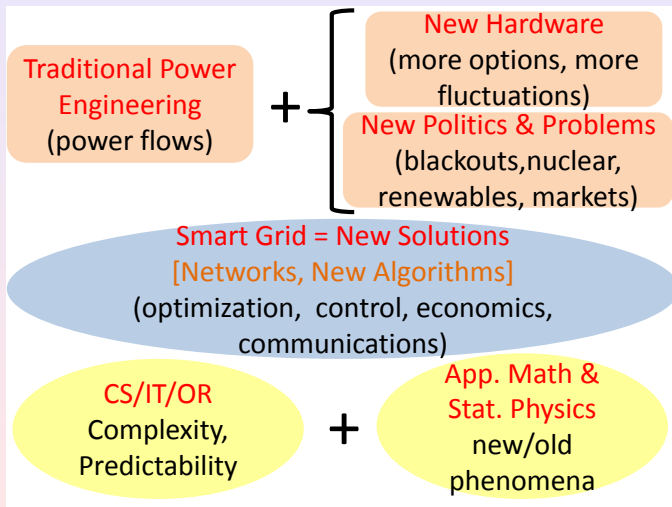 Traditional Power
Engineering
(power flows)
+
New Hardware
(more options, more
fluctuations)
New Politics & Problems
(blackouts,nuclear,
renewables, markets)
Smart Grid = New Solutions
[Networks, New Algorithms]
(optimization, control, economics,
communications)
CS/IT/OR
Complexity,
Predictability
+
App. Math &
Stat. Physics
new/old
phenomena